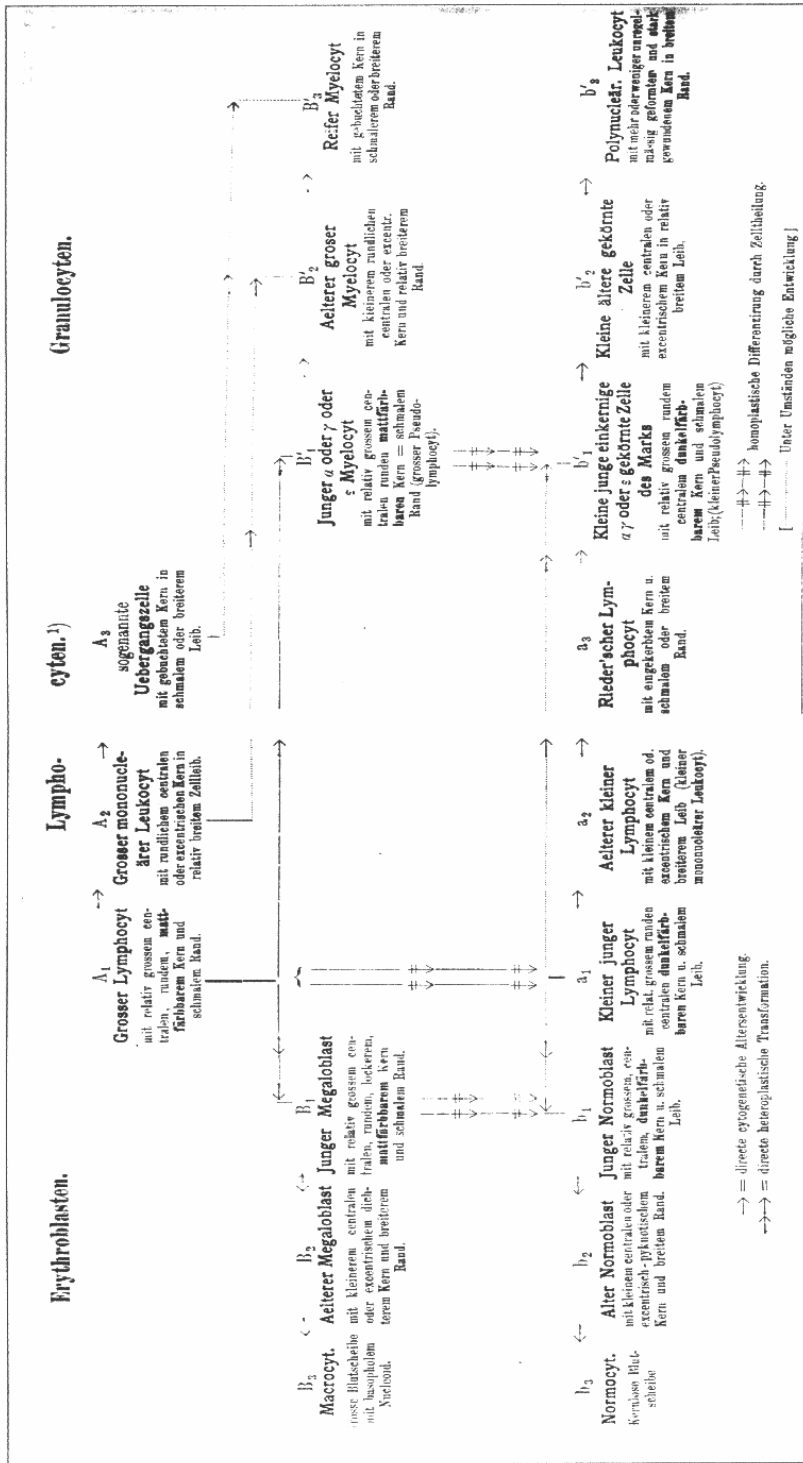 Erythroblasten.
Lympho-
cyten. 1)
Granulocyten.
A1
Grosser Lymphocyt
mit relativ grossem cen-
tralen, rundem, matt-
färbbarem Kern und
schmalem Rand.
A2
Grosser mononucle-
ärer Leukocyt
mit rundlichem centralen
oder excentrischen Kern in
relativ breitem Zellleib.
A3
sogenannte
Uebergangszelle
mit gebuchtetem Kern in
schmalem oder breiterem
Leib.
B3
Macrocyt.
grosse Blutscheibe
mit basopholem
Nucleoid.
B2
Aelterer Megaloblast
mit kleinerem centralen
oder excentrischem dich-
terem Kern und breiterem
Rand.
B1
Junger Megaloblast
mit relativ grossem cen-
tralen, rundem, lockerem,
mattfärbbarem Kern
und schmalem Rand.
B'1
Junger α oder γ oder
ε Myelocyt
mit relativ grossem cen-
tralen runden mattfärb-
baren Kern = schmalem
Rand (grosser Pseudo-
lymphocyt).
B'2
Aelterer groser
Myelocyt
mit kleinerem rundlichen
centralen oder excentr.
Kern und relativ breiterem
Rand.
B'3
Reifer Myelocyt
mit gebuchtetem Kern in
schmalerem oder breiterem
Rand.
b3
Normocyt.
Kernlose Blut-
scheibe
b2
Alter Normoblast
mit kleinem centralen oder
excentrisch-pyknotischem
Kern und breitem Rand.
b1
Junger Normoblast
mit relativ grossem, cen-
tralem, dunkelfärb-
barem Kern u. schmalem
Leib.
a1
Kleiner junger
Lymphocyt
mit relat. grossem runden
centralen dunkelfärb-
baren Kern u. schmalem
Leib.
a2
Aelterer kleiner
Lymphocyt
mit kleinem centralem od.
excentrischem Kern und
breiterem Leib (kleiner
mononucleärer Leukocyt).
a3
Rieder'scher Lym-
phocyt
mit eingekerbtem Kern u.
schmalem oder breitem
Rand.
b'1
Kleine junge einkernige
α γ oder ε gekörnte Zelle
des Marks
mit relativ grossem rundem
centralem dunkelfärb-
barem Kern und schmalem
Leib; (kleiner Pseudolymphocyt)
b'2
Kleine ältere gekörnte
Zelle
mit kleinerem centralen oder
excentrischem Kern in relativ
breitem Leib.
b'3
Polynucleär. Leukocyt
mit mehr oder weniger unregel-
mässig geformtem und stark
gewundenem Kern in breitem
Rand.
→ = directe cytogenetische Altersentwicklung.
→→ = directe heteroplastische Transformation.
homoplastische Differentirung durch Zelltheilung.
[ ........ Unter Umständen mögliche Entwicklung]